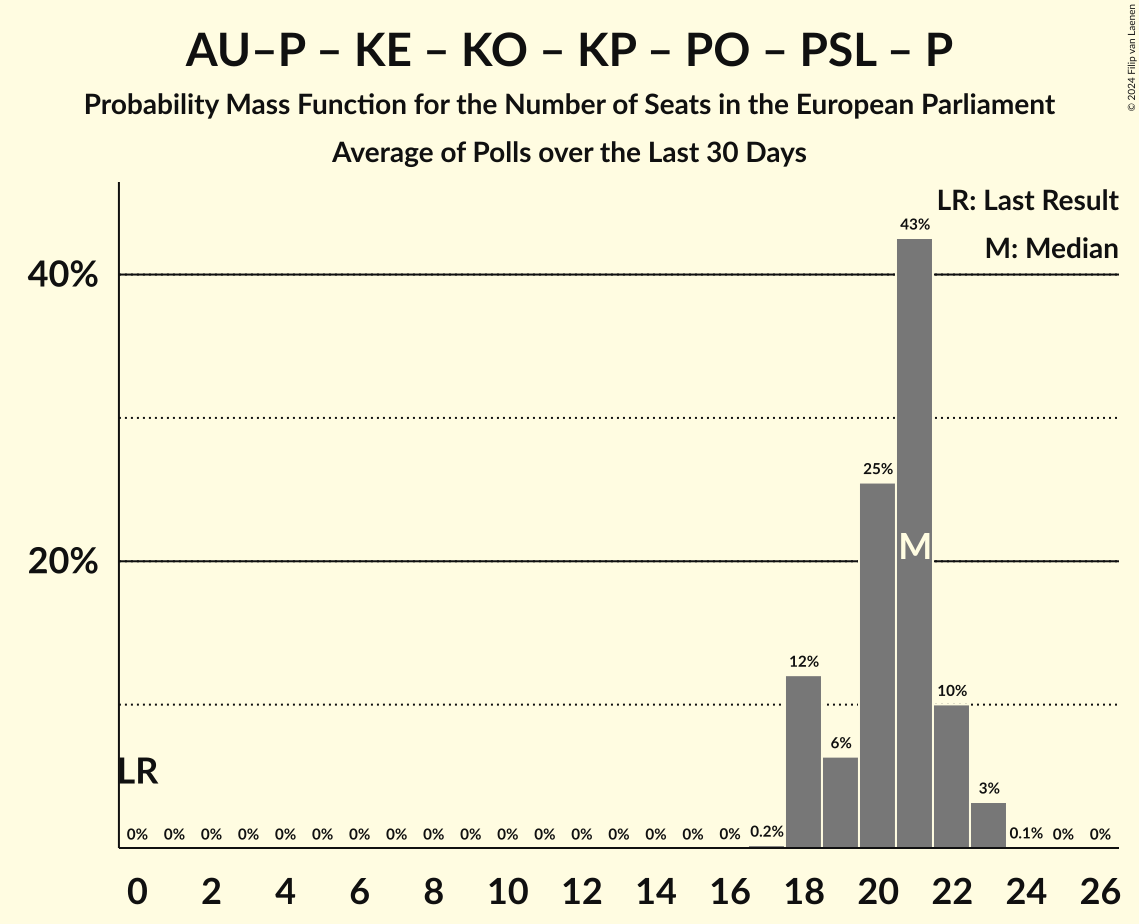 AU–P – KE – KO – KP – PO – PSL – P
Probability Mass Function for the Number of Seats in the European Parliament
Average of Polls over the Last 30 Days
© 2024 Filip van Laenen
LR: Last Result
M: Median
43%
40%
25%
M
20%
12%
10%
6%
3%
LR
0% 0% 0% 0% 0% 0% 0% 0% 0% 0% 0% 0% 0% 0% 0% 0% 0% 0.2% 0.1% 0% 0%
0 2 4 6 8 10 12 14 16 18 20 22 24 26